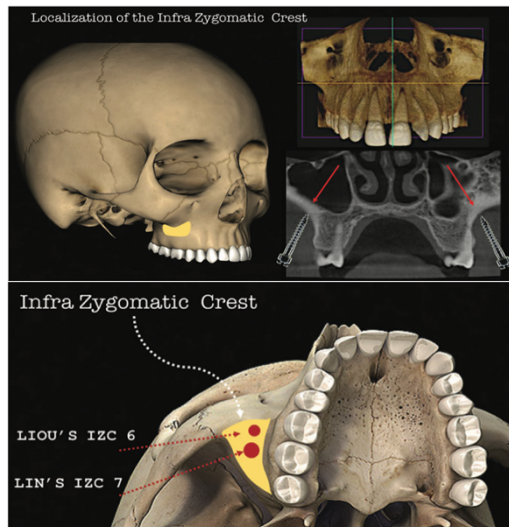 Localization of the Infra Zygomatic Crest
Infra Zygomatic Crest
LIOU'S IZC 6
LIN'S IZC 7